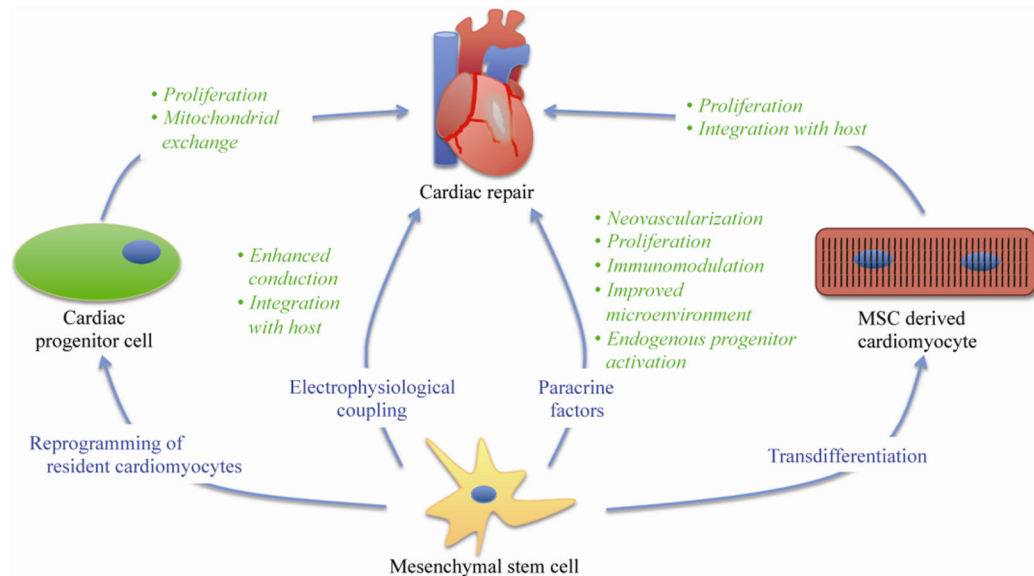 • Proliferation
• Mitochondrial
exchange
• Proliferation
• Integration with host
Cardiac repair
• Enhanced
conduction
• Integration
with host
• Neovascularization
• Proliferation
• Immunomodulation
• Improved
microenvironment
• Endogenous progenitor
activation
Cardiac
progenitor cell
MSC derived
cardiomyocyte
Electrophysiological
coupling
Paracrine
factors
Reprogramming of
resident cardiomyocytes
Transdifferentiation
Mesenchymal stem cell